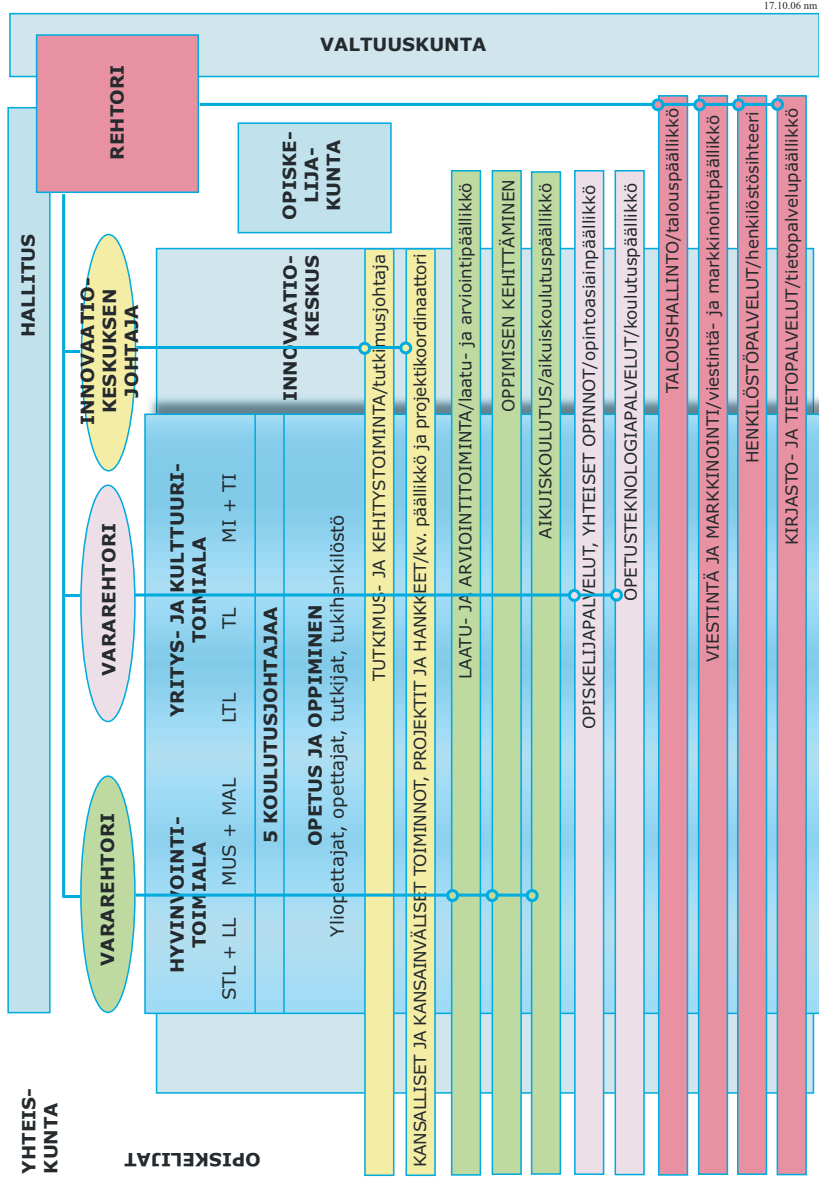 17.10.06 nm
YHTEIS-
KUNTA
HALLITUS
REHTORI
VALTUUSKUNTA
OPISKELIJAT
VARAREHTORI
VARAREHTORI
INNOVAATIO-
KESKUKSEN
JOHTAJA
OPISKE-
LIJA-
KUNTA
HYVINVOINTI-
TOIMIALA
YRITYS- JA KULTTUURI-
TOIMIALA
STL + LL
MUS + MAL
LTL
TL
MI + TI
5 KOULUTUSJOHTAJAA
INNOVAATIO-
KESKUS
OPETUS JA OPPIMINEN
Yliopettajat, opettajat, tutkijat, tukihenkilöstö
TUTKIMUS- JA KEHITYSTOIMINTA/tutkimusjohtaja
KANSALLISET JA KANSAINVÄLISET TOIMINNOT, PROJEKTIT JA HANKKEET/kv. päällikkö ja projektikoordinaattori
LAATU- JA ARVIOINTITOIMINTA/laatu- ja arviointipäällikkö
OPPIMISEN KEHITTÄMINEN
AIKUISKOULUTUS/aikuiskoulutuspäällikkö
OPISKELIJAPALVELUT, YHTEISET OPINNOT/opintoasiainpäällikkö
OPETUSTEKNOLOGIAPALVELUT/koulutuspäällikkö
TALOUSHALLINTO/talouspäällikkö
VIESTINTÄ JA MARKKINOINTI/viestintä- ja markkinointipäällikkö
HENKILÖSTÖPALVELUT/henkilöstösihteeri
KIRJASTO- JA TIETOPALVELUT/tietopalvelupäällikkö